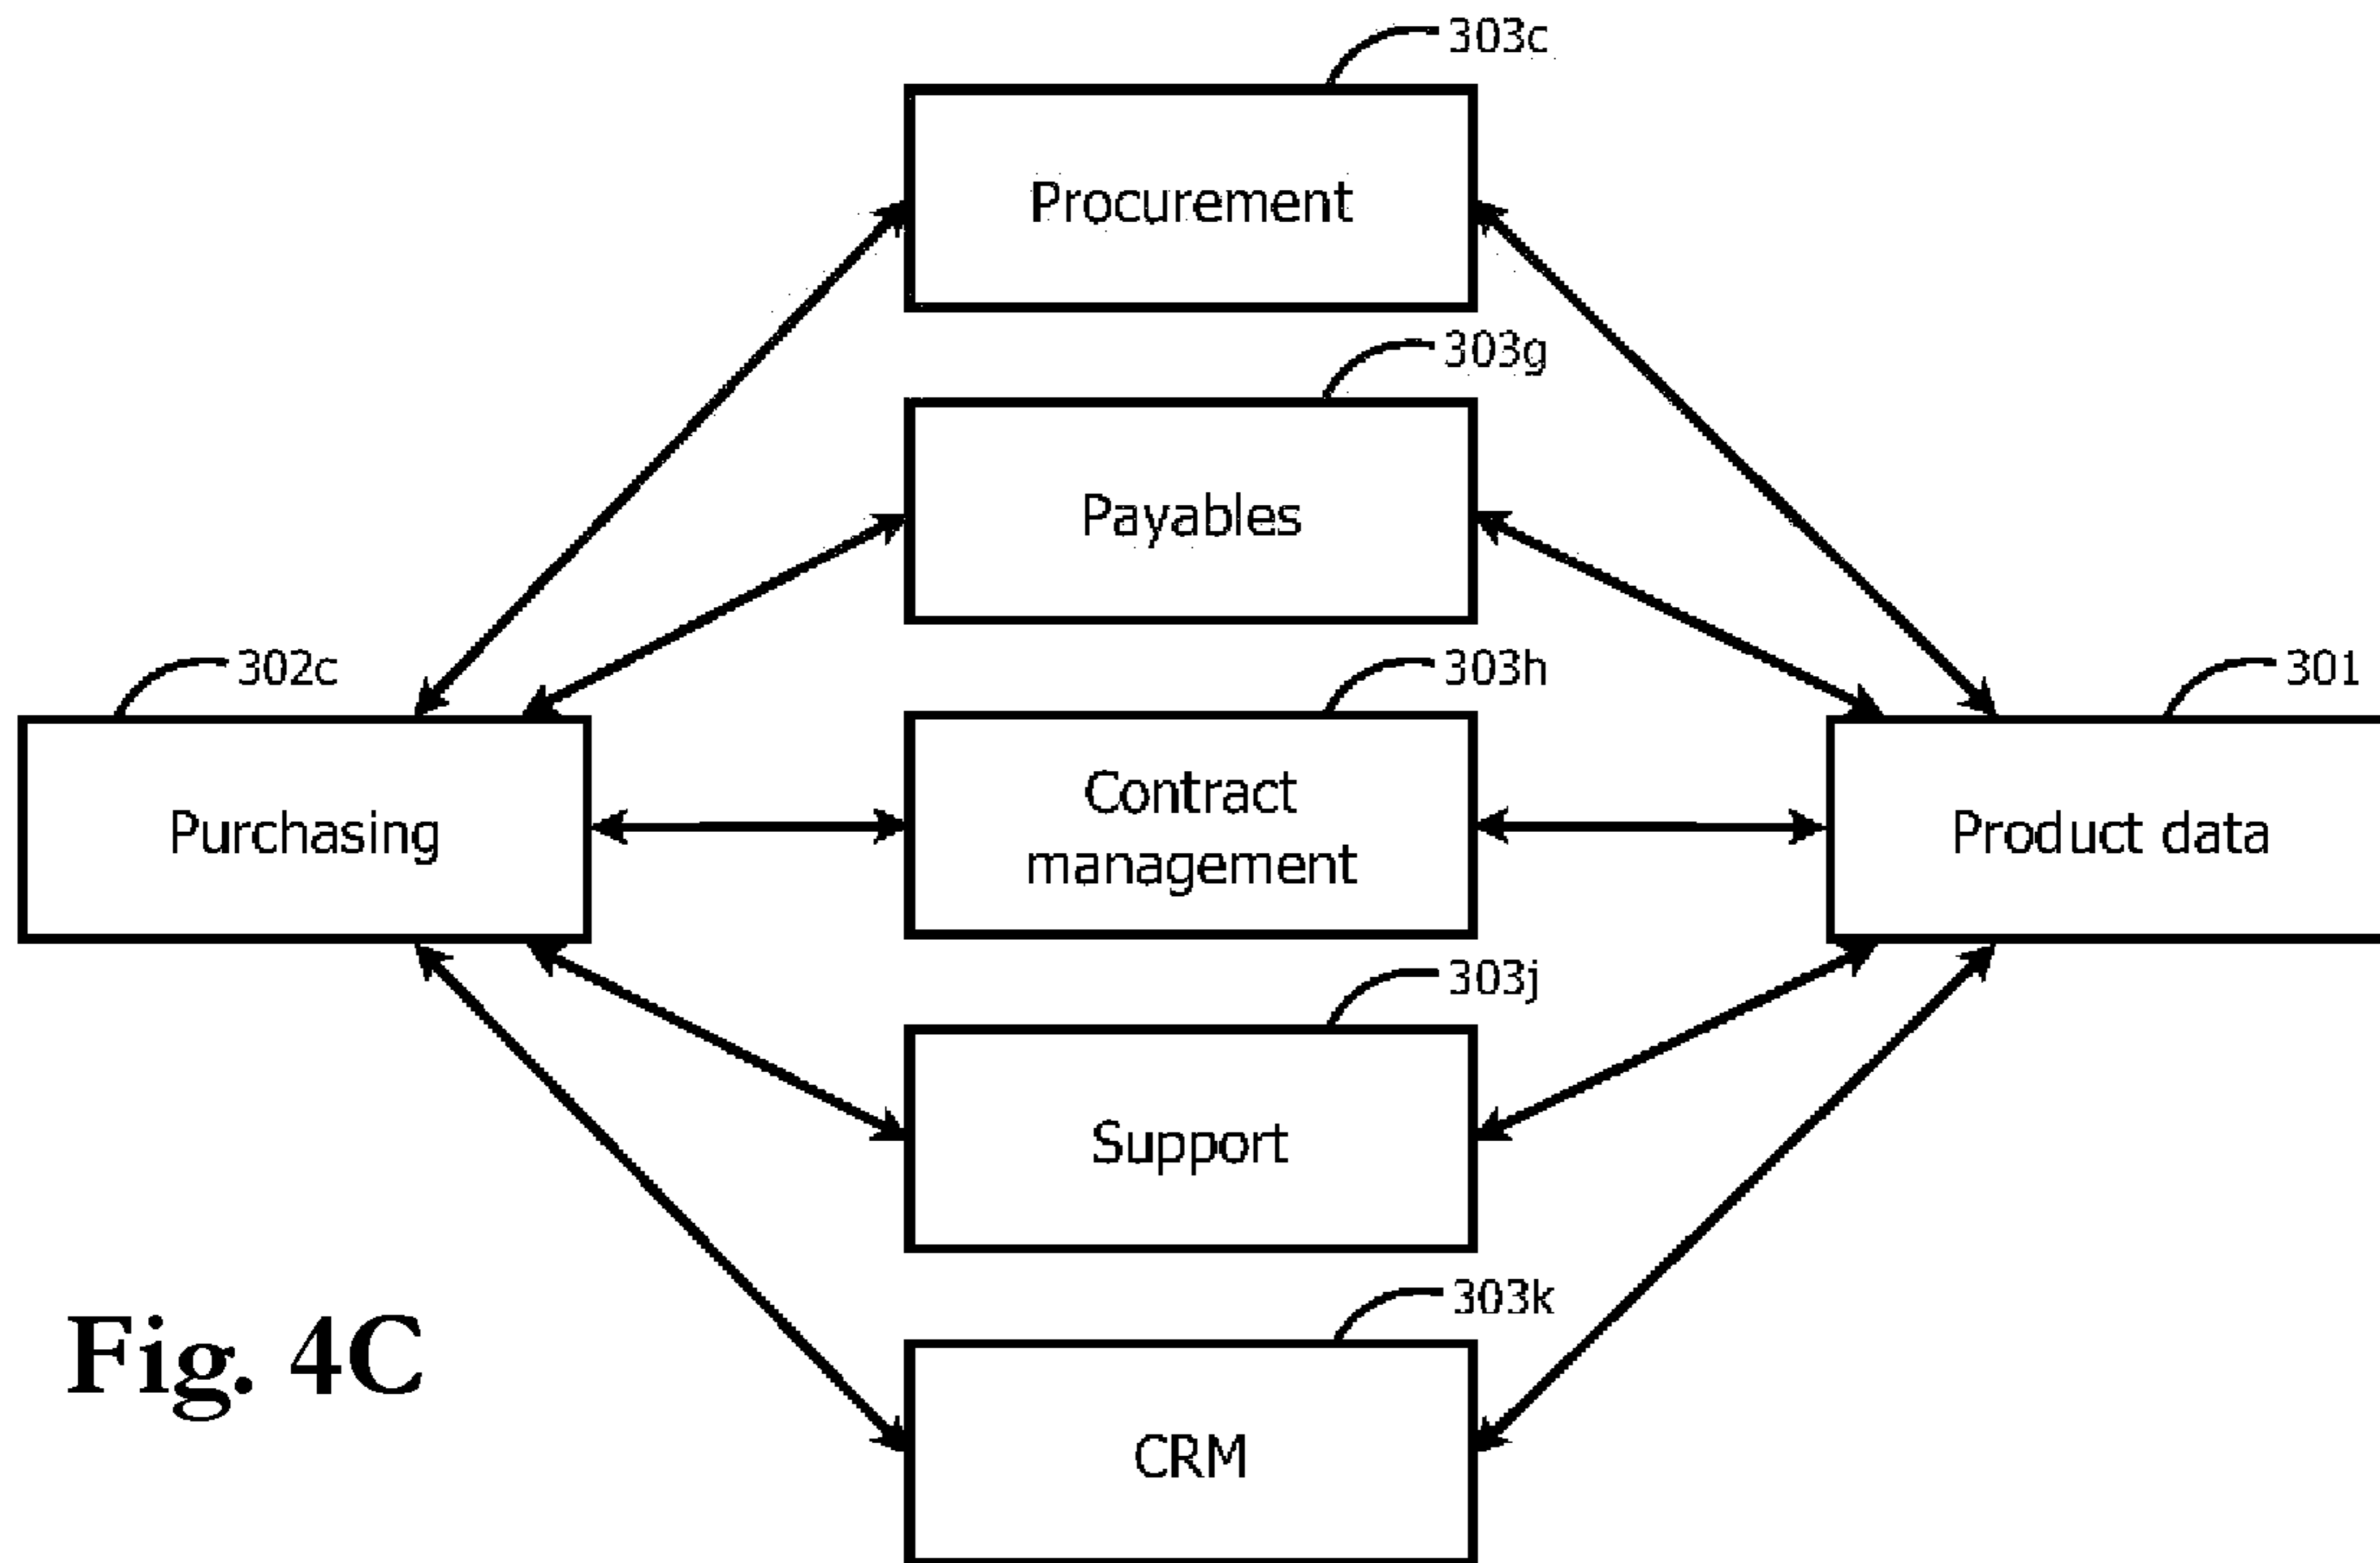 303c
Procurement
303g
Payables
302c
303h
301
Purchasing
Contract
management
Product data
303j
Support
303k
Fig. 4C
CRM